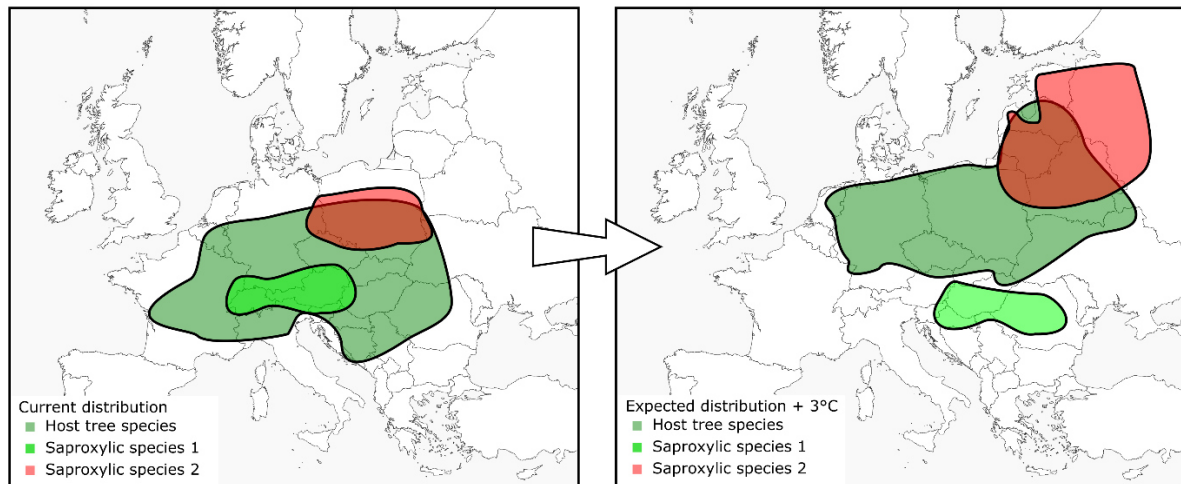 Current distribution
Host tree species
Saproxylic species 1
Saproxylic species 2
Expected distribution + 3°C
Host tree species
Saproxylic species 1
Saproxylic species 2